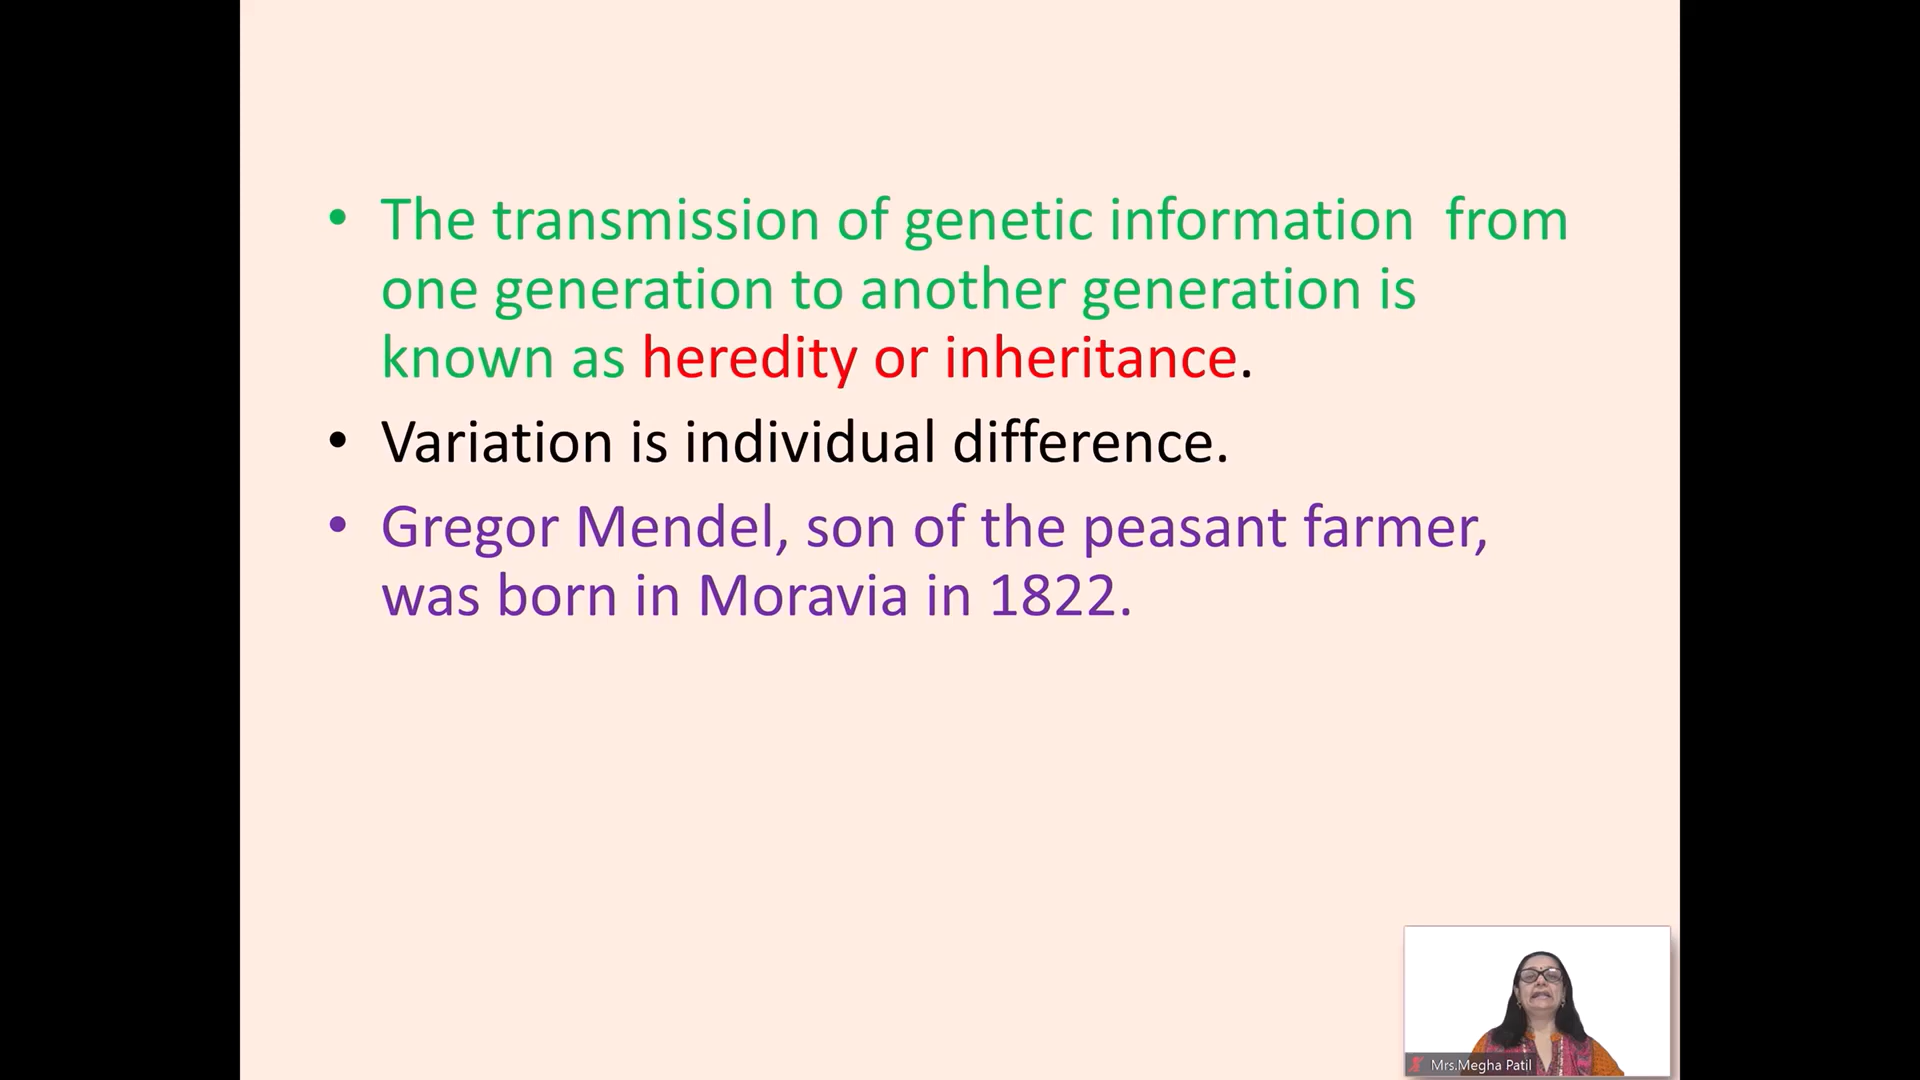 • The transmission of genetic information  from
one generation to another generation is
known as heredity or inheritance.
• Variation is individual difference.
• Gregor Mendel, son of the peasant farmer,
was born in Moravia in 1822.
Mrs.Megha Patil